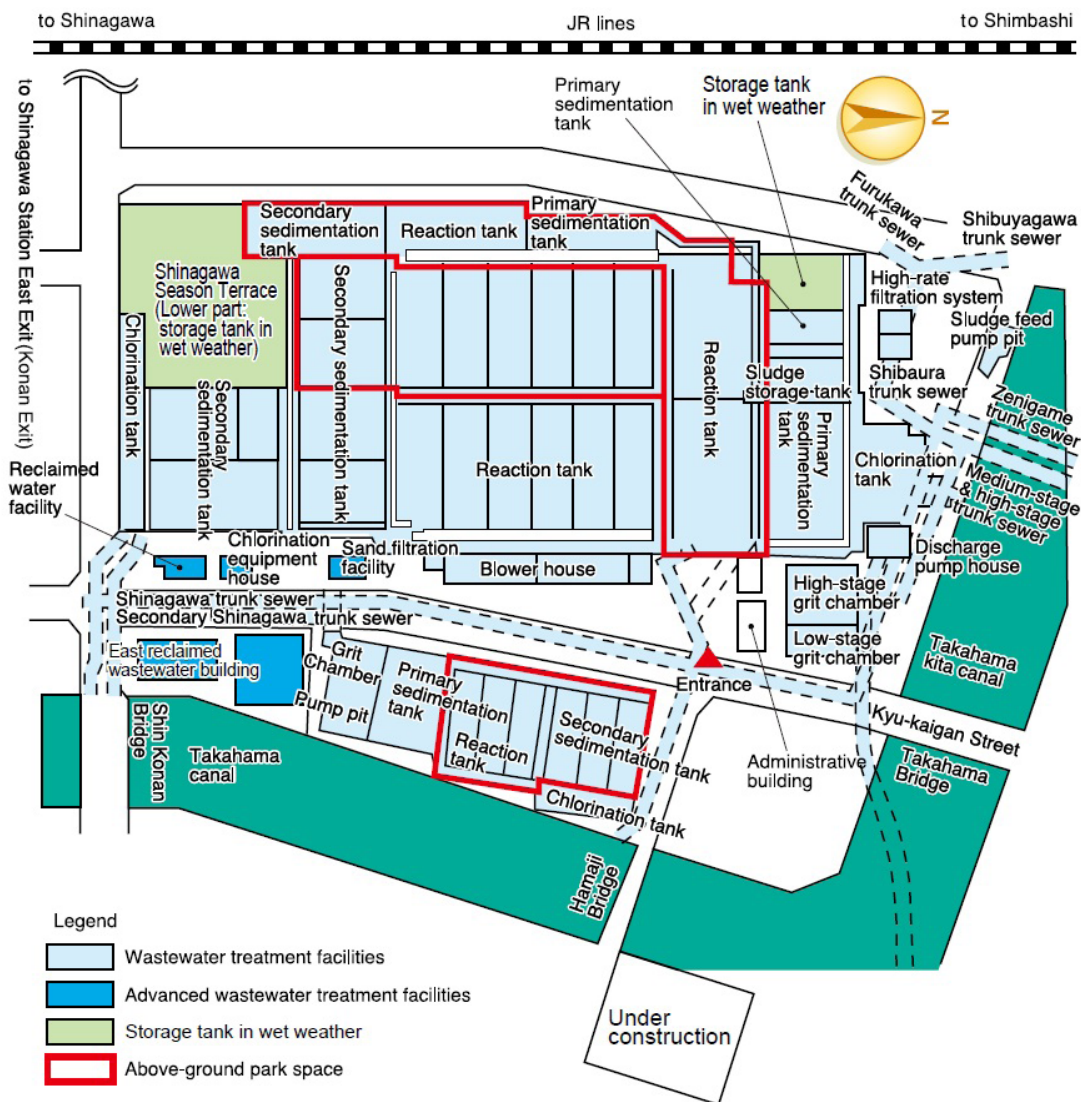 to Shinagawa
JR lines
to Shimbashi
to Shinagawa Station East Exit (Konan Exit)
Primary
sedimentation
tank
Storage tank
in wet weather
N
Furukawa
trunk sewer
Shibuyagawa
trunk sewer
Secondary
sedimentation
tank
Reaction tank
Primary
sedimentation
tank
Shinagawa
Season Terrace
(Lower part:
storage tank in
wet weather)
Secondary sedimentation tank
High-rate
filtration system
Sludge feed
pump pit
Chlorination tank
Secondary
sedimentation tank
Reaction tank
Reaction tank
Sludge
storage-tank
Primary
sedimentation
tank
Shibaura
trunk sewer
Zenigame
trunk sewer
Medium-stage
& high-stage
trunk sewer
Chlorination
tank
Reclaimed
water
facility
Chlorination
equipment
house
Sand filtration
facility
Blower house
Discharge
pump house
High-stage
grit chamber
Low-stage
grit-chamber
Shinagawa trunk sewer
Secondary Shinagawa trunk sewer
East reclaimed
wastewater building
Grit
Chamber
Pump pit
Primary
sedimentation
tank
Reaction
tank
Secondary
sedimentation tank
Chlorination tank
Entrance
Administrative
building
Takahama
kita canal
Kyu-kaigan Street
Takahama
Bridge
Shin Konan
Bridge
Takahama
canal
Hamaji
Bridge
Under
construction
Legend
Wastewater treatment facilities
Advanced wastewater treatment facilities
Storage tank in wet weather
Above-ground park space